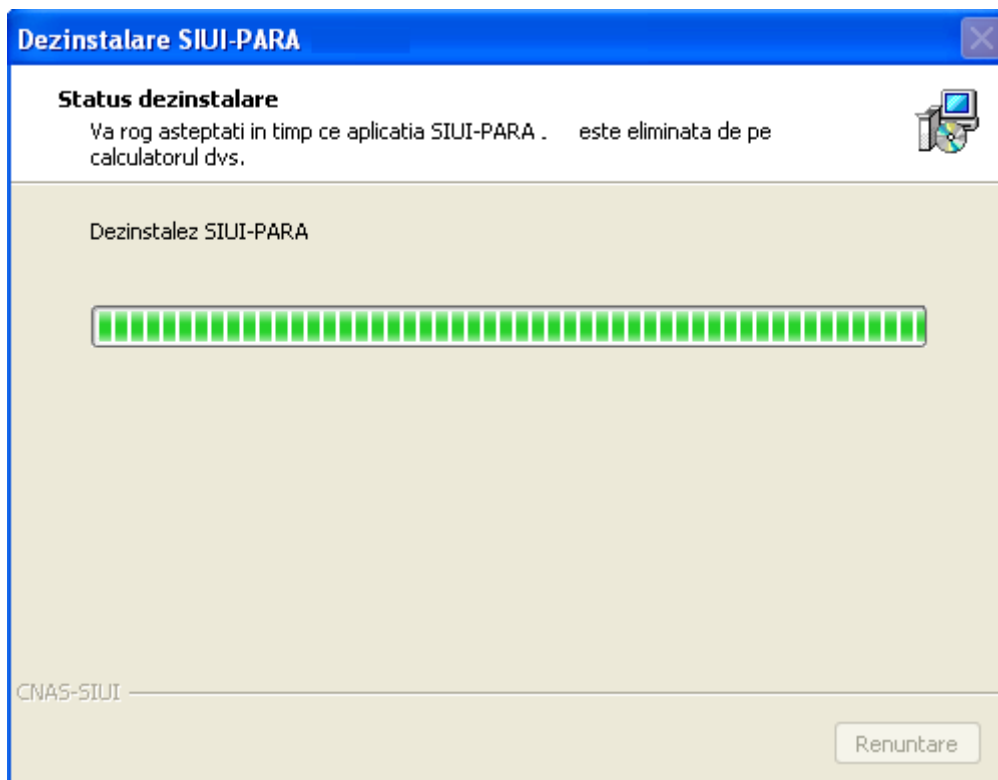 Dezinstalare SIUI-PARA
Status dezinstalare
Va rog asteptati in timp ce aplicatia SIUI-PARA . este eliminata de pe
calculatorul dvs.
Dezinstalez SIUI-PARA
CNAS-SIUI
Renuntare